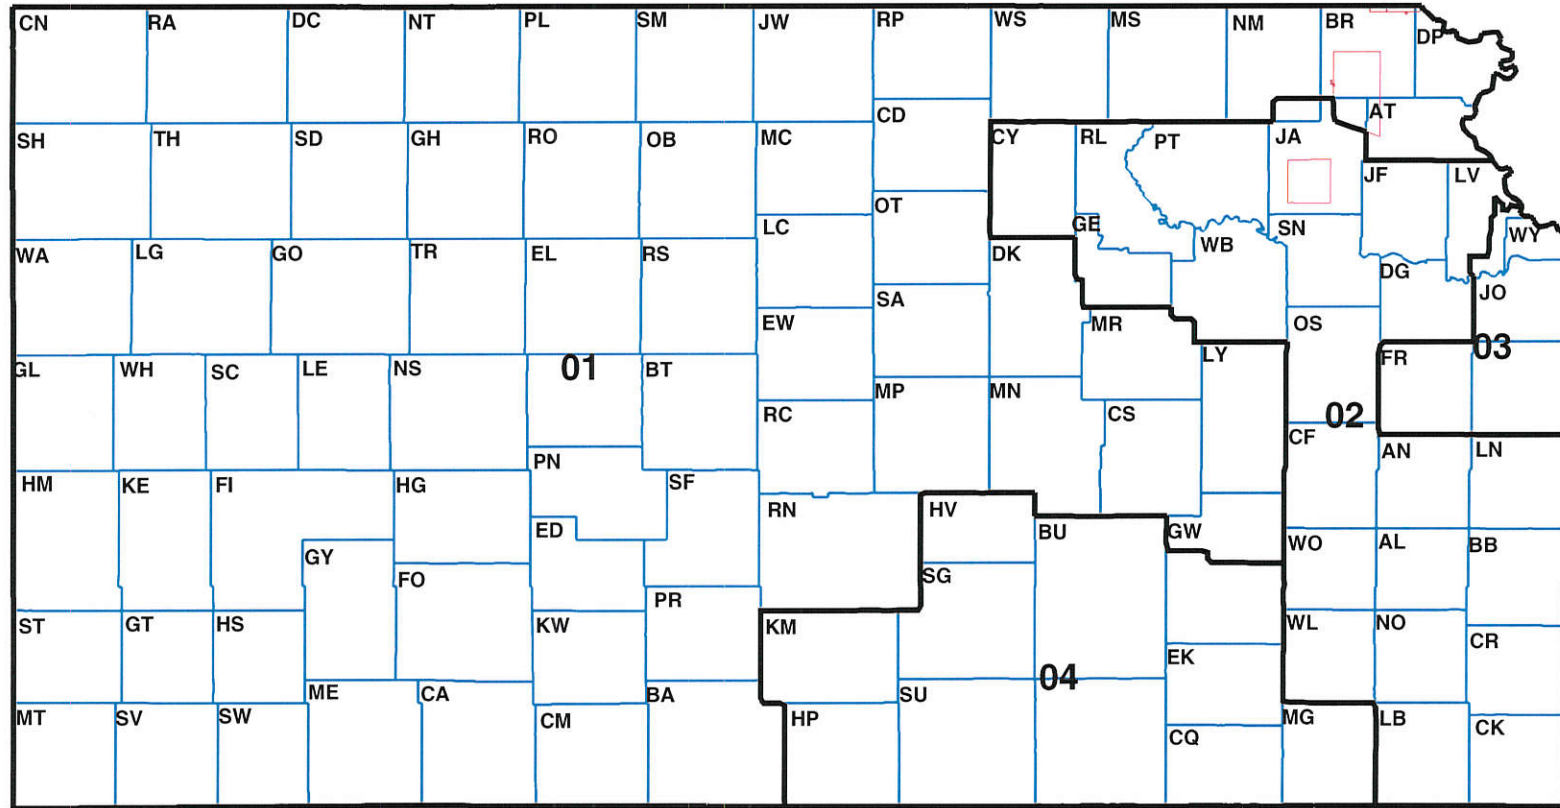 CN RA DC NT PL SM JW RP WS MS NM BR DP
CD AT
SH TH SD GH RO OB MC CY RL PT JA
JF LV
OT
LC GE SN WY
WA LG GO TR EL RS DK WB
DG
SA JO
EW MR OS
03
GL WH SC LE NS 01 BT LY FR
MP MN
RC CS 02
CF
PN AN LN
HM KE FI HG SF
RN HV
ED BU GW
GY WO AL BB
FO SG
PR
ST GT HS KW KM WL NO
CR
EK
04
ME CA BA SU
MT SV SW CM HP MG LB
CK
CQ